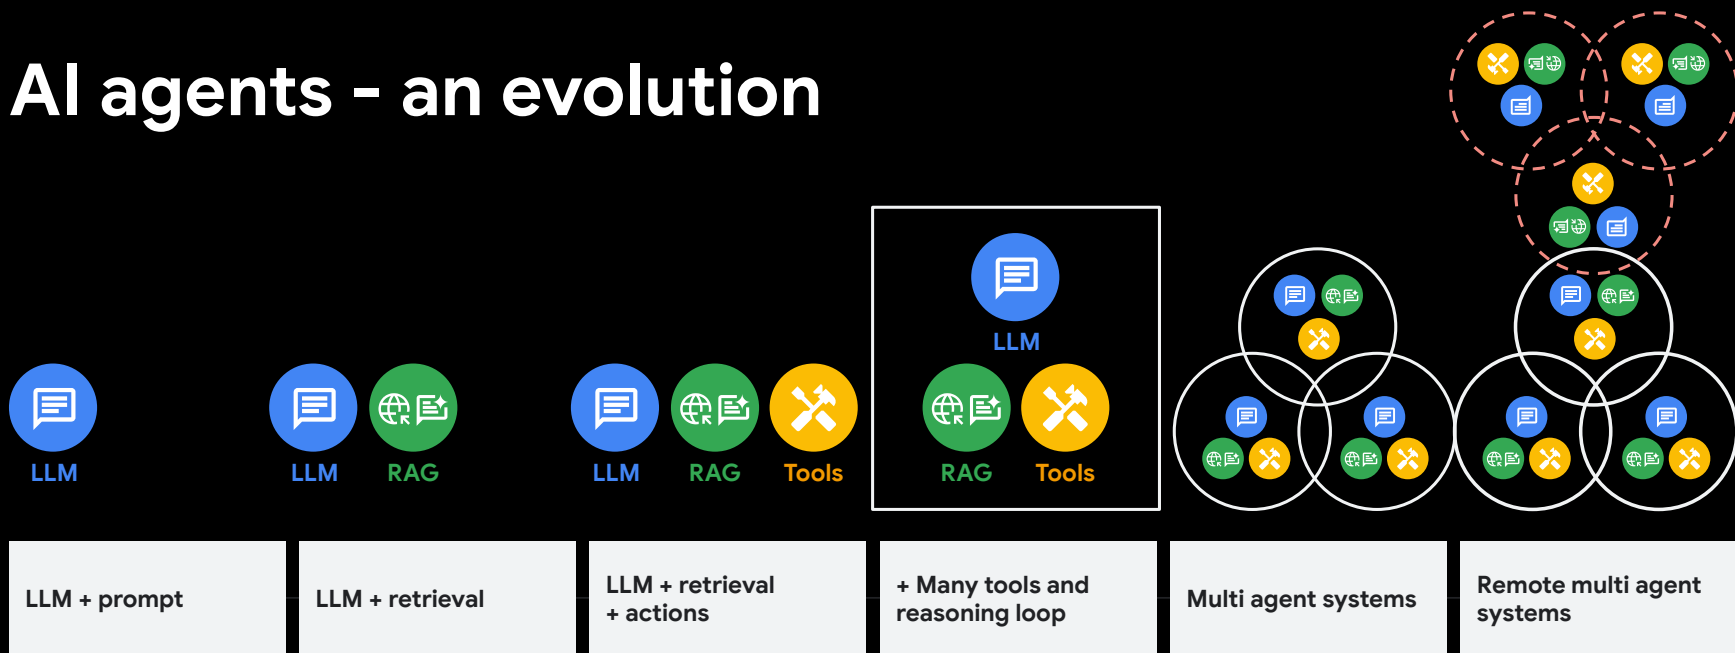 AI agents - an evolution
LLM
LLM
RAG
LLM
RAG
Tools
LLM
RAG
Tools
LLM + prompt
LLM + retrieval
LLM + retrieval
+ actions
+ Many tools and
reasoning loop
Multi agent systems
Remote multi agent
systems